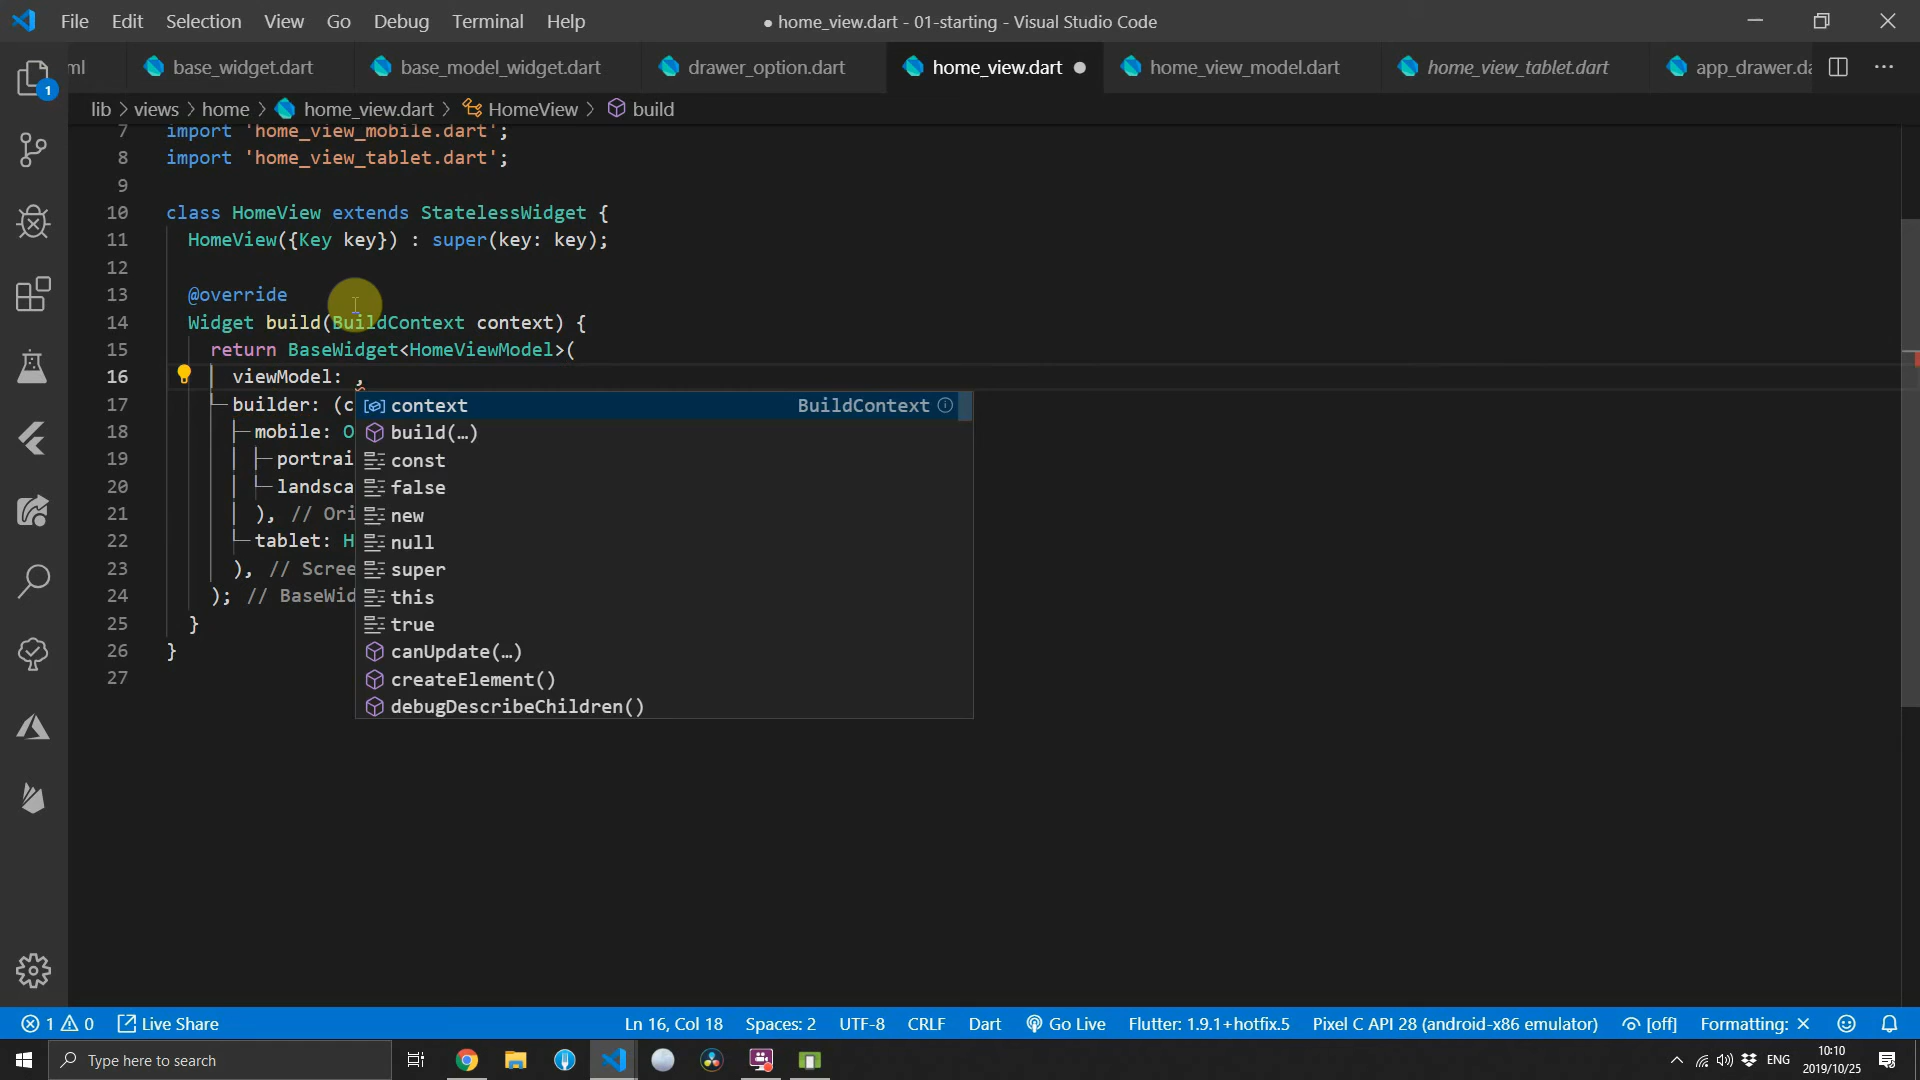 File Edit Selection View Go Debug Terminal Help
● home_view.dart - 01-starting - Visual Studio Code
ml base_widget.dart base_model_widget.dart drawer_option.dart home_view.dart ● home_view_model.dart home_view_tablet.dart app_drawer.da
1
lib > views > home > home_view.dart > HomeView > build
7 import 'home_view_mobile.dart';
8 import 'home_view_tablet.dart';
9
10 class HomeView extends StatelessWidget {
11 HomeView({Key key}) : super(key: key);
12
13 @override
14 Widget build(BuildContext context) {
15 return BaseWidget<HomeViewModel>(
16 viewModel: ,
17 builder: (c
18 mobile: O
19 portrai
20 landsca
21 ), // Ori
22 tablet: H
23 ), // Scree
24 ); // BaseWid
25 }
26 }
27
context BuildContext
build(…)
const
false
new
null
super
this
true
canUpdate(…)
createElement()
debugDescribeChildren()
1 0 Live Share Ln 16, Col 18 Spaces: 2 UTF-8 CRLF Dart Go Live Flutter: 1.9.1+hotfix.5 Pixel C API 28 (android-x86 emulator) [off] Formatting: ×
Type here to search
ENG
10:10
2019/10/25